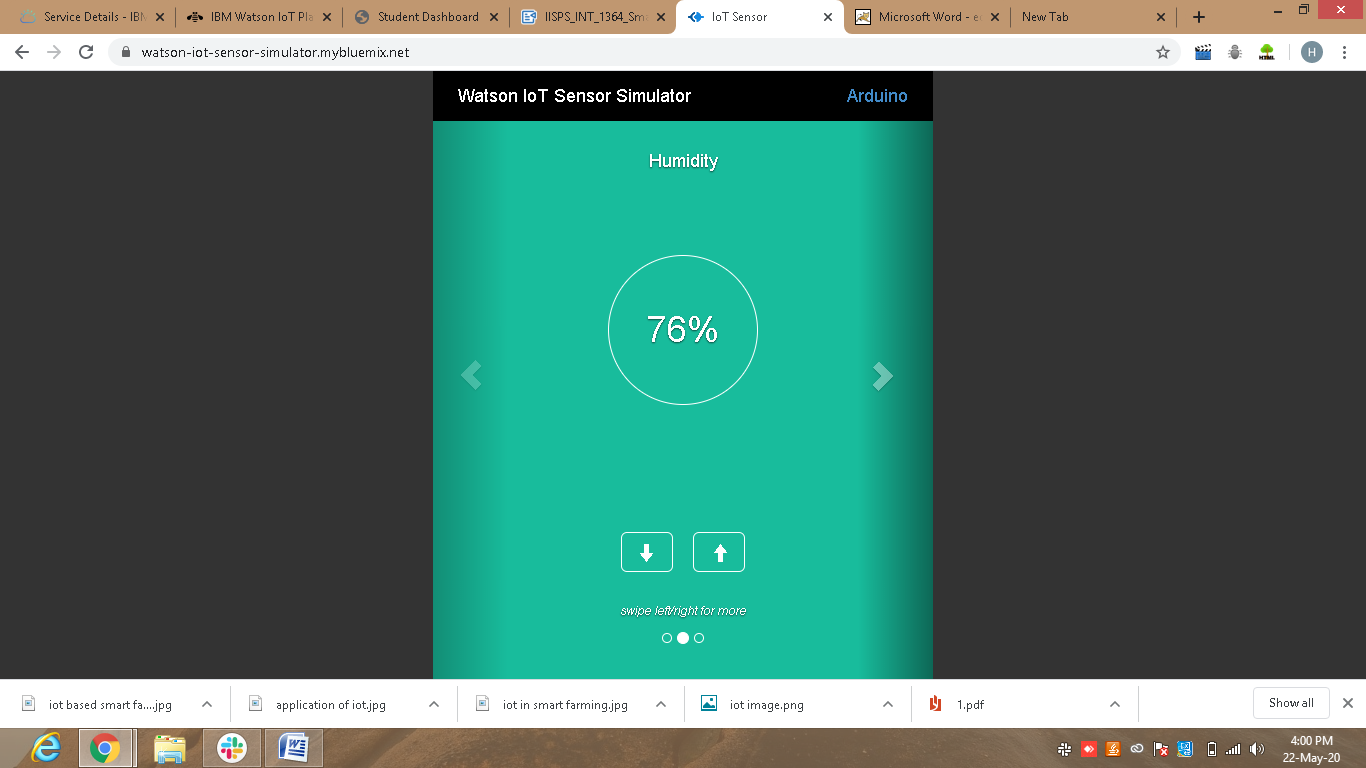 Service Details - IBM
IBM Watson IoT Pla
Student Dashboard
IISPS_INT_1364_Sma
IoT Sensor
Microsoft Word - e
New Tab
watson-iot-sensor-simulator.mybluemix.net
H
Watson IoT Sensor Simulator
Arduino
Humidity
76%
swipe left/right for more
iot based smart fa....jpg
application of iot.jpg
iot in smart farming.jpg
iot image.png
1.pdf
Show all
4:00 PM
22-May-20